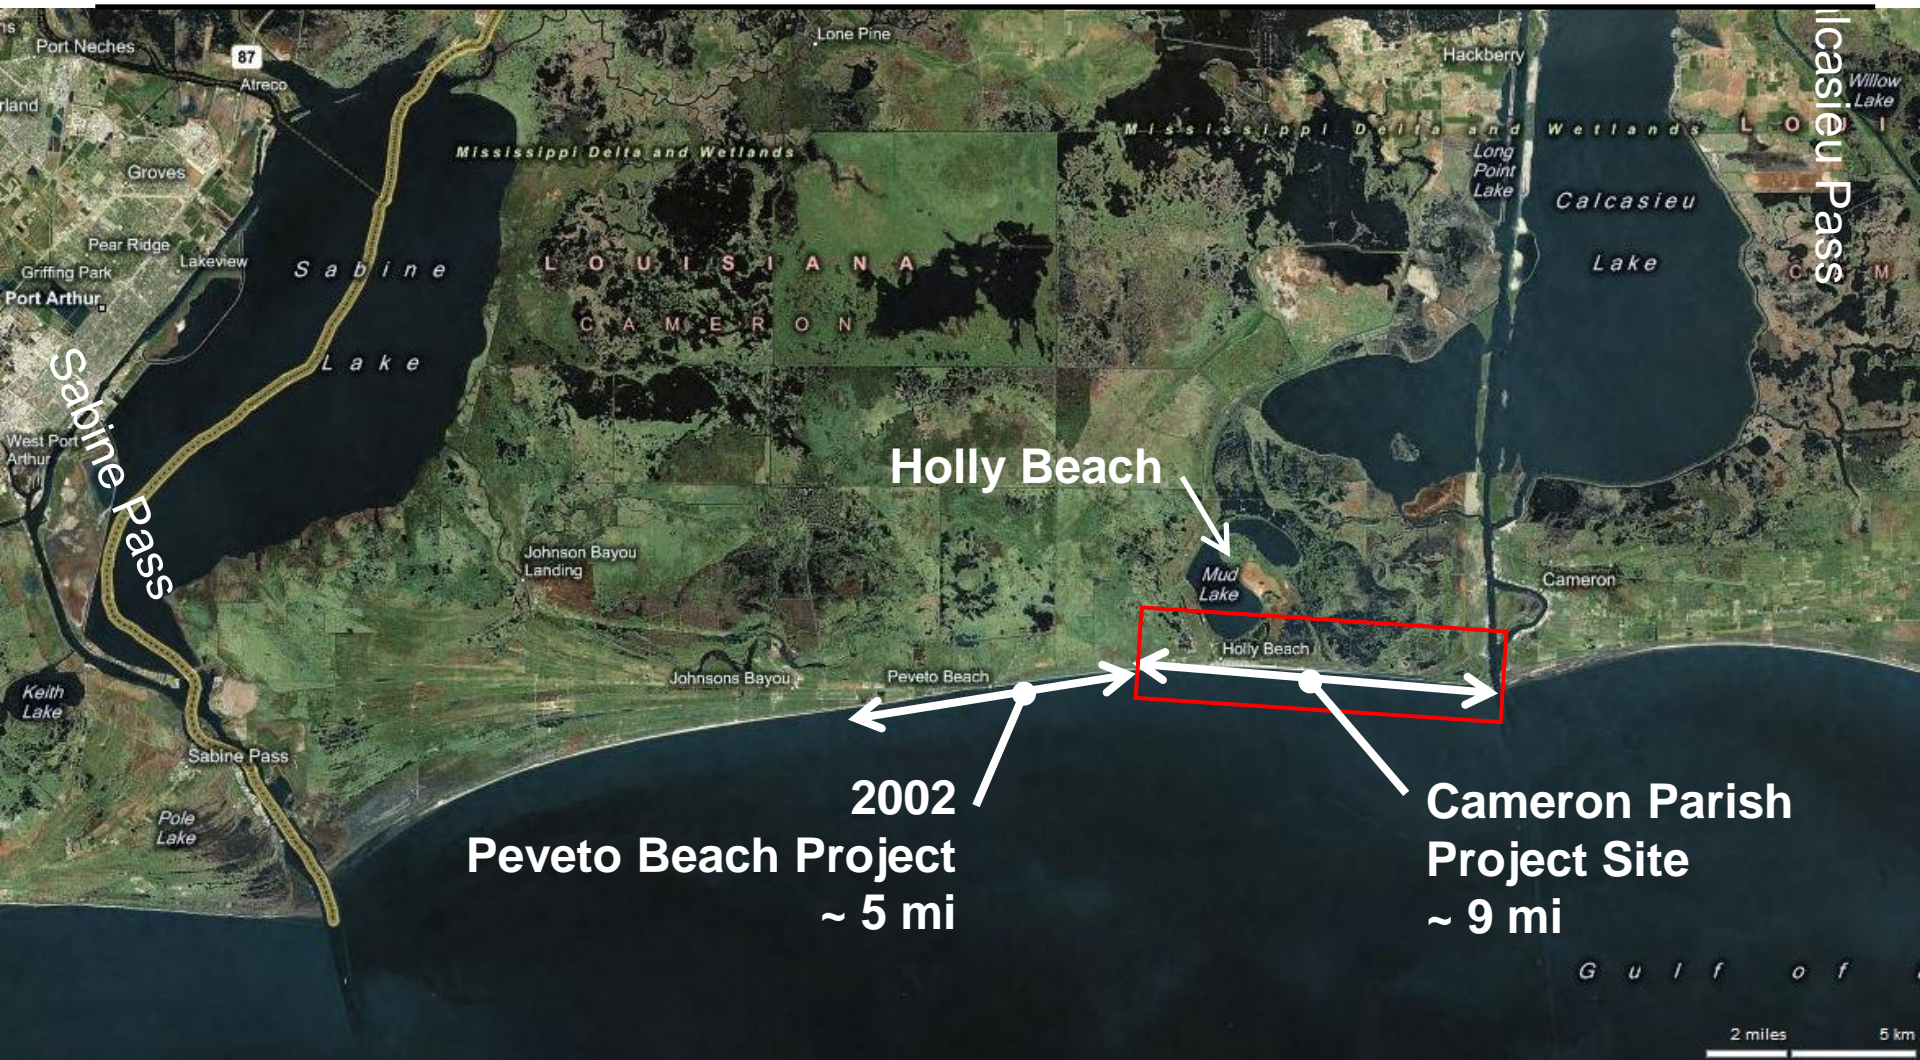 Port Neches
87
Atreco
Lone Pine
Hackberry
Willow
Lake
Mississippi Delta and Wetlands
Mississippi Delta and Wetlands
Long
Point
Lake
Groves
Calcasieu
Lake
Pear Ridge
Lakeview
Griffing Park
Port Arthur
Sabine
Lake
LOUISIANA
CAMERON
Sabine Pass
West Port
Arthur
Holly Beach
Johnson Bayou
Landing
Mud
Lake
Cameron
Holly Beach
Johnsons Bayou
Peveto Beach
Keith
Lake
Sabine Pass
Pole
Lake
2002
Peveto Beach Project
~ 5 mi
Cameron Parish
Project Site
~ 9 mi
lcasieu Pass
Gulf of
2 miles
5 km